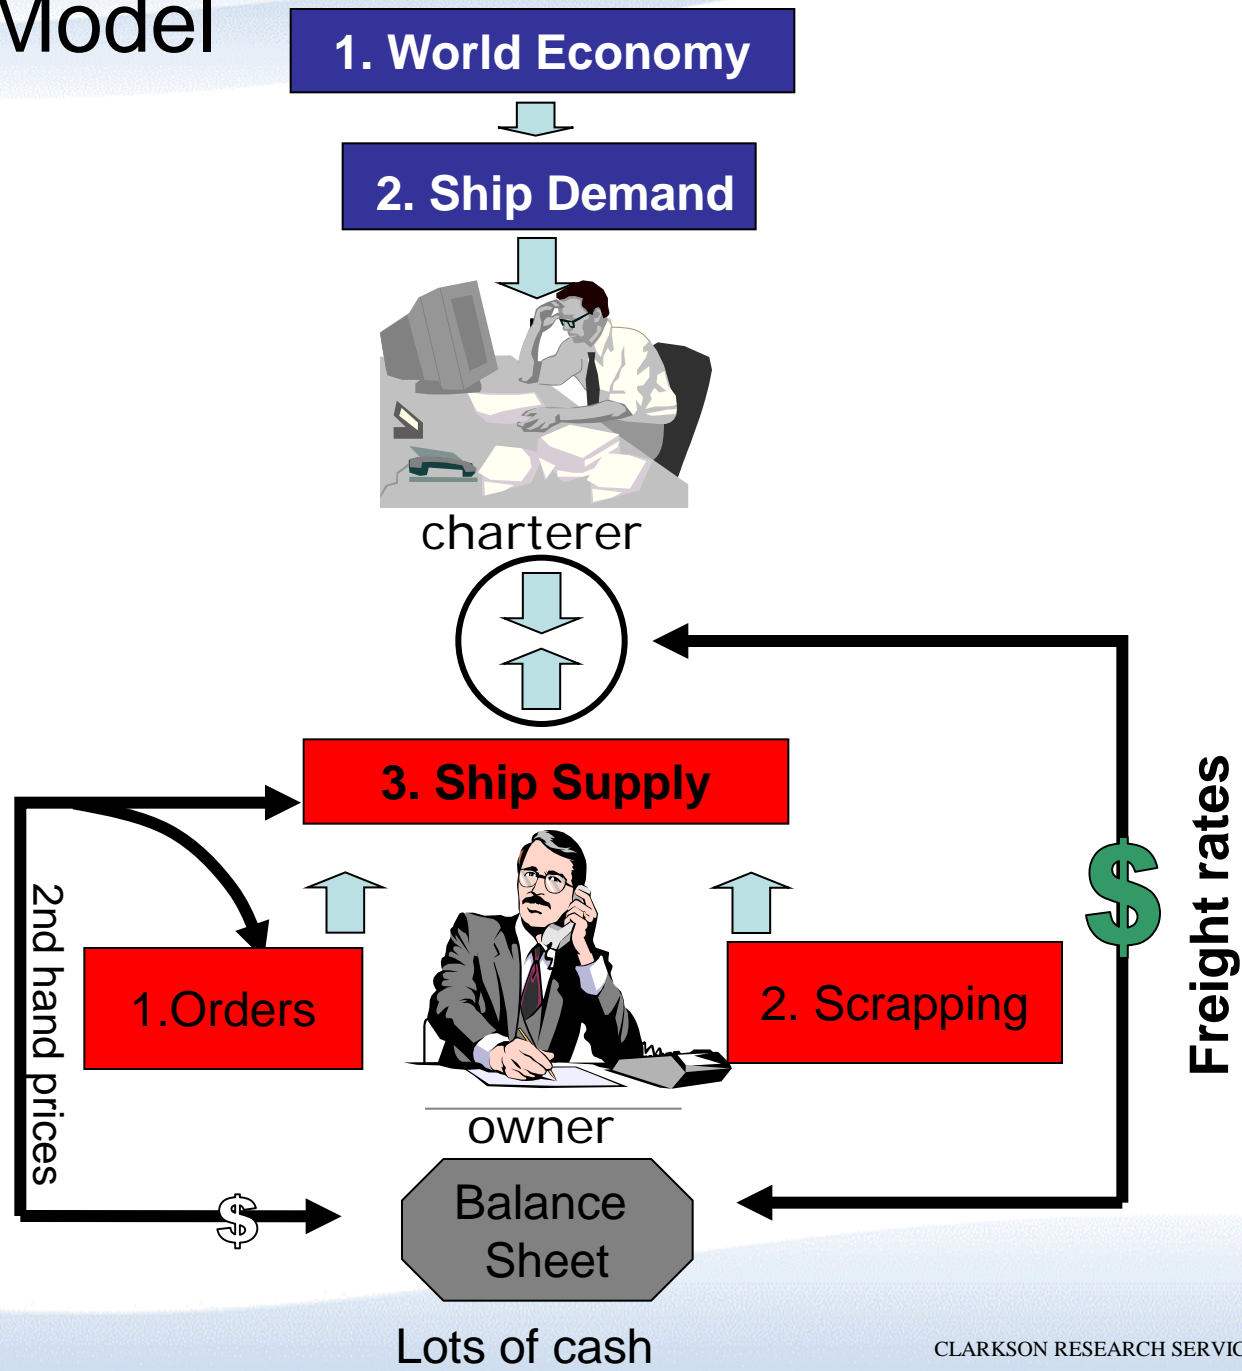 Model
1. World Economy
2. Ship Demand
charterer
3. Ship Supply
$
Freight rates
2nd hand prices
1.Orders
2. Scrapping
owner
$
Balance
Sheet
Lots of cash
CLARKSON RESEARCH